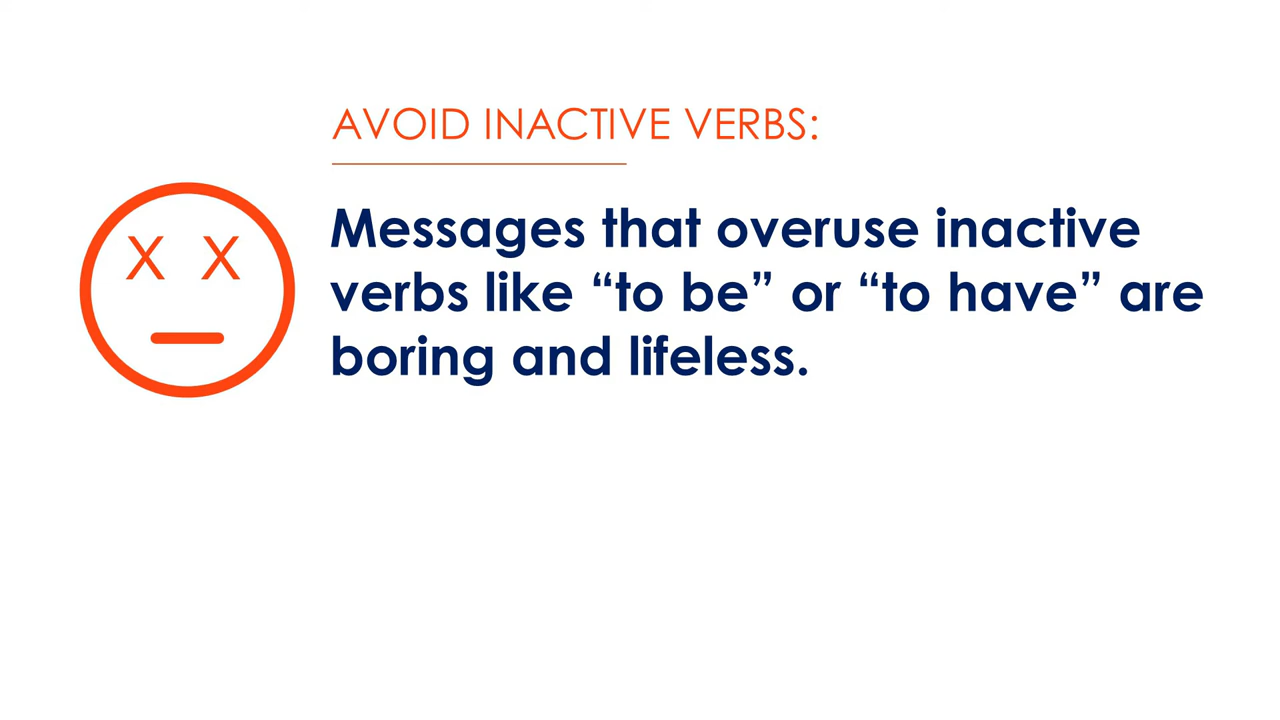 AVOID INACTIVE VERBS:
X X
Messages that overuse inactive
verbs like “to be” or “to have” are
boring and lifeless.